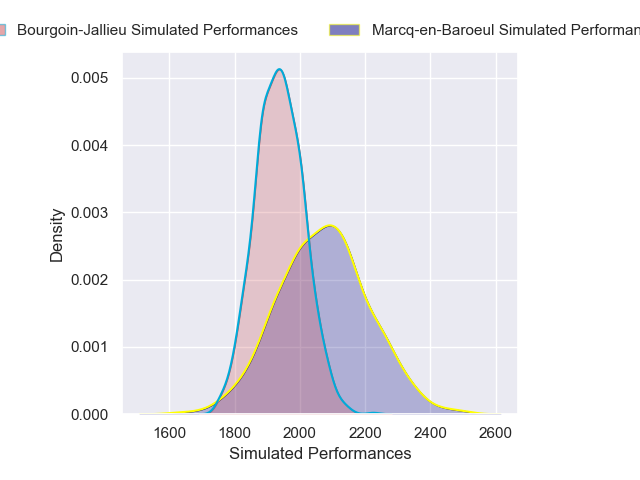 Bourgoin-Jallieu Simulated Performances
Marcq-en-Baroeul Simulated
0.005
0.004
0.003
0.002
0.001
0.000
Density
1600 1800 2000 2200 2400 2600
Simulated Performances